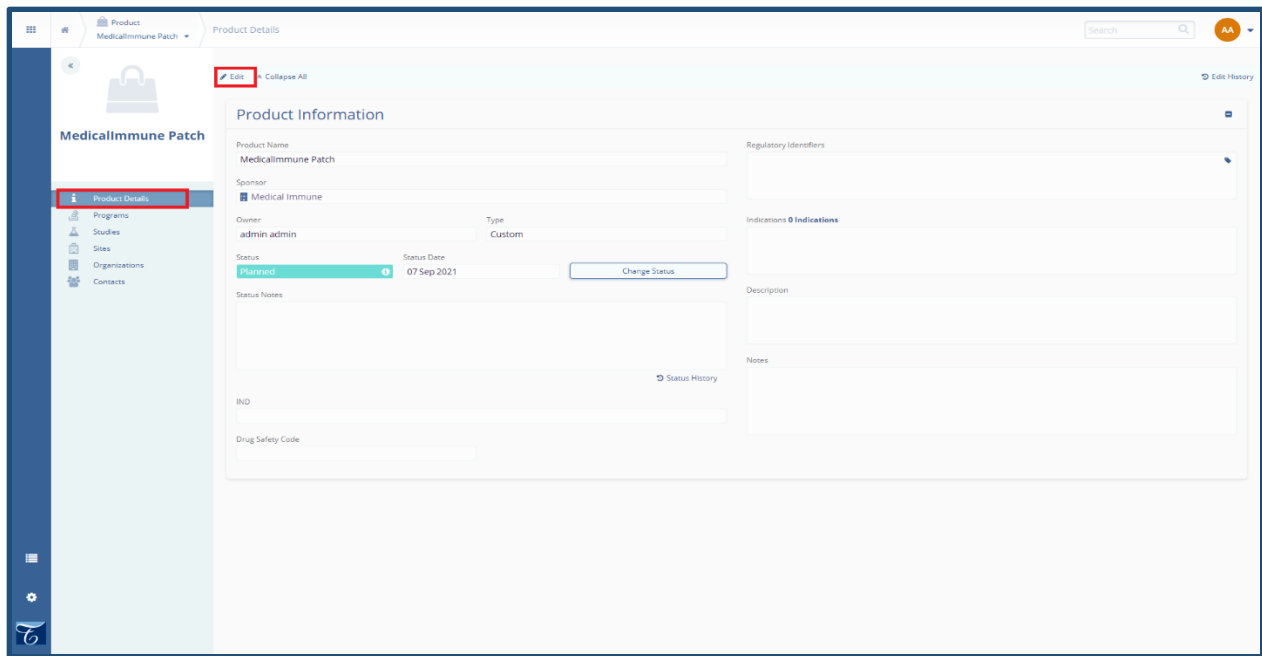 Product
MedicalImmune Patch
Product Details
Search
AA
Edit
Collapse All
Edit History
MedicalImmune Patch
Product Details
Programs
Studies
Sites
Organizations
Contacts
Product Information
Product Name
MedicalImmune Patch
Sponsor
Medical Immune
Owner
admin admin
Type
Custom
Status
Planned
Status Date
07 Sep 2021
Change Status
Status Notes
Status History
IND
Drug Safety Code
Regulatory Identifiers
Indications 0 Indications
Description
Notes